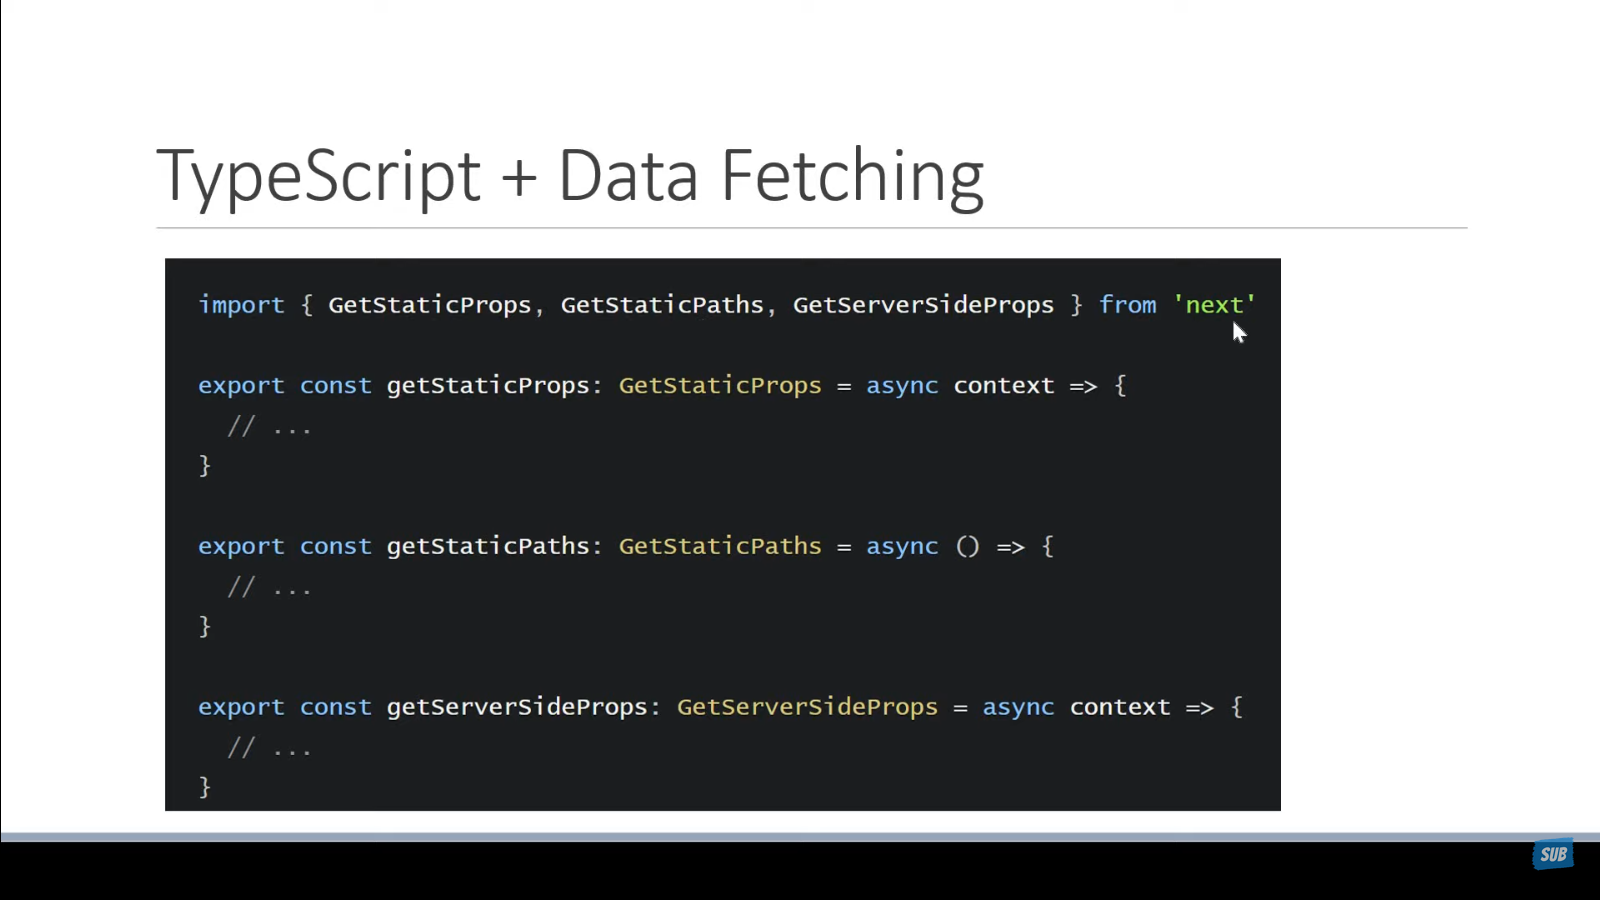 TypeScript + Data Fetching
import { GetStaticProps, GetStaticPaths, GetServerSideProps } from 'next'
export const getStaticProps: GetStaticProps = async context => {
// ...
}
export const getStaticPaths: GetStaticPaths = async () => {
// ...
}
export const getServerSideProps: GetServerSideProps = async context => {
// ...
}
SUB